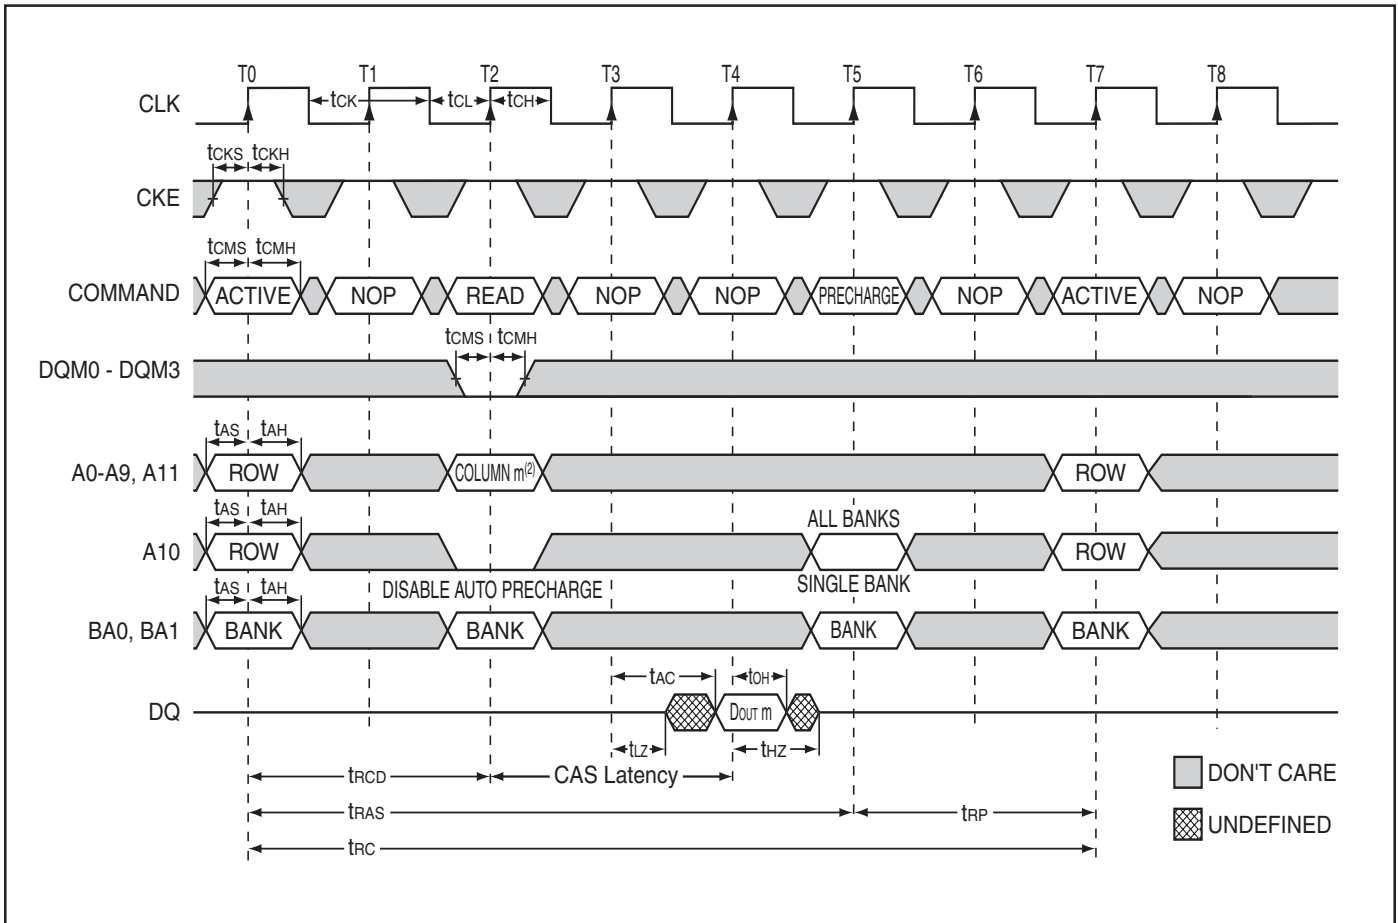 T0 T1 T2 T3 T4 T5 T6 T7 T8
CLK tCK tCL tCH
tCKS tCKH
CKE
tCMS tCMH
COMMAND ACTIVE NOP READ NOP NOP PRECHARGE NOP ACTIVE NOP
tCMS tCMH
DQM0 - DQM3
tAS tAH
A0-A9, A11 ROW COLUMN m(2) ROW
tAS tAH ALL BANKS
A10 ROW ROW
tAS tAH DISABLE AUTO PRECHARGE SINGLE BANK
BA0, BA1 BANK BANK BANK BANK
tAC tOH
DQ DOUT m
tLZ tHZ
tRCD CAS Latency DON'T CARE
tRAS tRP
UNDEFINED
tRC